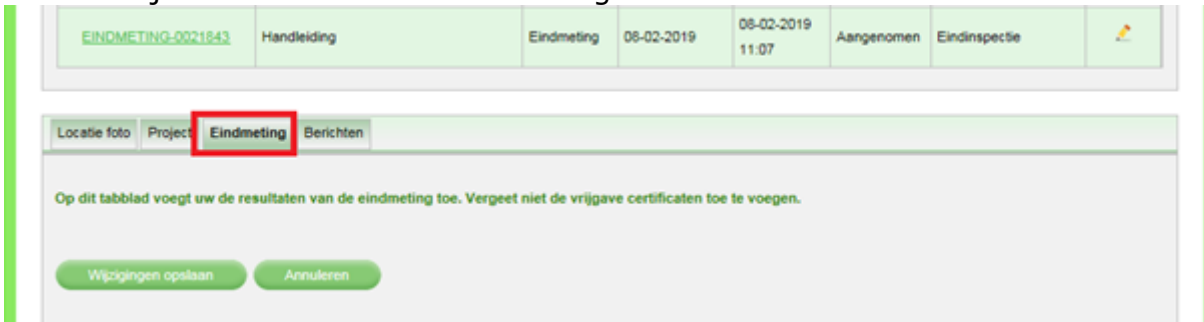 08-02-2019
EINDMETING-0021843 Handleiding Eindmeting 08-02-2019 11:07 Aangenomen Eindinspectie
Locatie foto Project Eindmeting Berichten
Op dit tabblad voegt uw de resultaten van de eindmeting toe. Vergeet niet de vrijgave certificaten toe te voegen.
Wijzigingen opslaan Annuleren